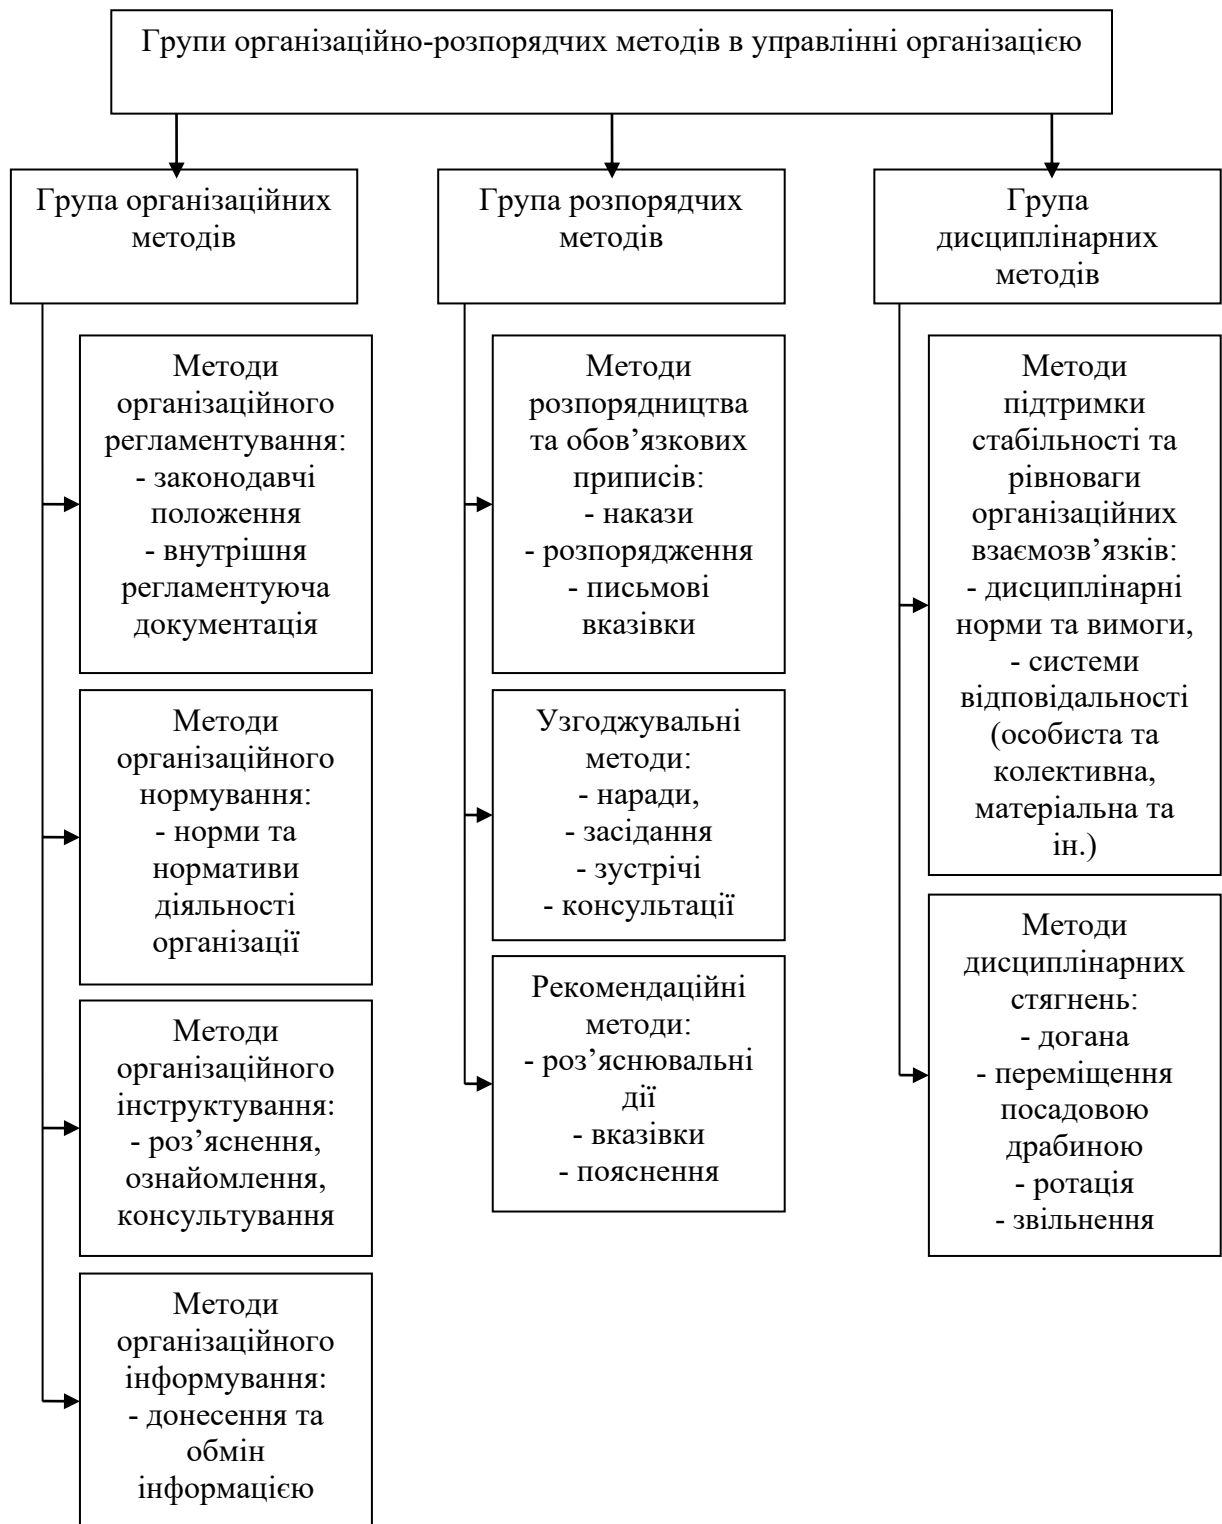 Групи організаційно-розпорядчих методів в управлінні організацією
Група організаційних
методів
Група розпорядчих
методів
Група
дисциплінарних
методів
Методи
організаційного
регламентування:
- законодавчі
положення
- внутрішня
регламентуюча
документація
Методи
організаційного
нормування:
- норми та
нормативи
діяльності
організації
Методи
організаційного
інструктування:
- роз’яснення,
ознайомлення,
консультування
Методи
організаційного
інформування:
- донесення та
обмін
інформацією
Методи
розпорядництва
та обов’язкових
приписів:
- накази
- розпорядження
- письмові
вказівки
Узгоджувальні
методи:
- наради,
- засідання
- зустрічі
- консультації
Рекомендаційні
методи:
- роз’яснювальні
дії
- вказівки
- пояснення
Методи
підтримки
стабільності та
рівноваги
організаційних
взаємозв’язків:
- дисциплінарні
норми та вимоги,
- системи
відповідальності
(особиста та
колективна,
матеріальна та
ін.)
Методи
дисциплінарних
стягнень:
- догана
- переміщення
посадовою
драбиною
- ротація
- звільнення